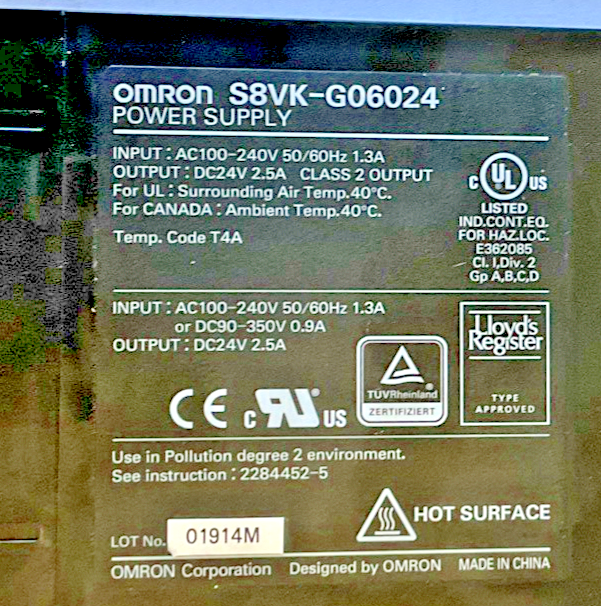 OMRON S8VK-G06024
POWER SUPPLY
INPUT : AC100-240V 50/60Hz 1.3A
OUTPUT : DC24V 2.5A CLASS 2 OUTPUT
For UL : Surrounding Air Temp.40°C.
For CANADA : Ambient Temp.40°C.
Temp. Code T4A
C UL US
LISTED
IND.CONT.EQ.
FOR HAZ.LOC.
E362085
Cl. I,Div. 2
Gp A,B,C,D
INPUT : AC100-240V 50/60Hz 1.3A
or DC90-350V 0.9A
OUTPUT : DC24V 2.5A
CE
c RU US
TÜVRheinland
ZERTIFIZIERT
Lloyd's
Register
TYPE
APPROVED
Use in Pollution degree 2 environment.
See instruction : 2284452-5
HOT SURFACE
LOT No. 01914M
OMRON Corporation Designed by OMRON MADE IN CHINA